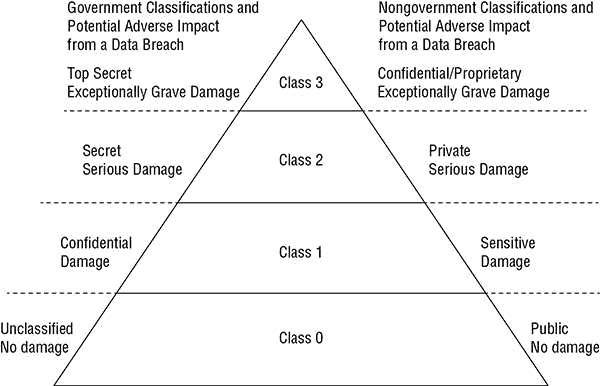 Government Classifications and
Potential Adverse Impact
from a Data Breach
Nongovernment Classifications and
Potential Adverse Impact
from a Data Breach
Top Secret
Exceptionally Grave Damage
Class 3
Confidential/Proprietary
Exceptionally Grave Damage
Secret
Serious Damage
Class 2
Private
Serious Damage
Confidential
Damage
Class 1
Sensitive
Damage
Unclassified
No damage
Class 0
Public
No damage